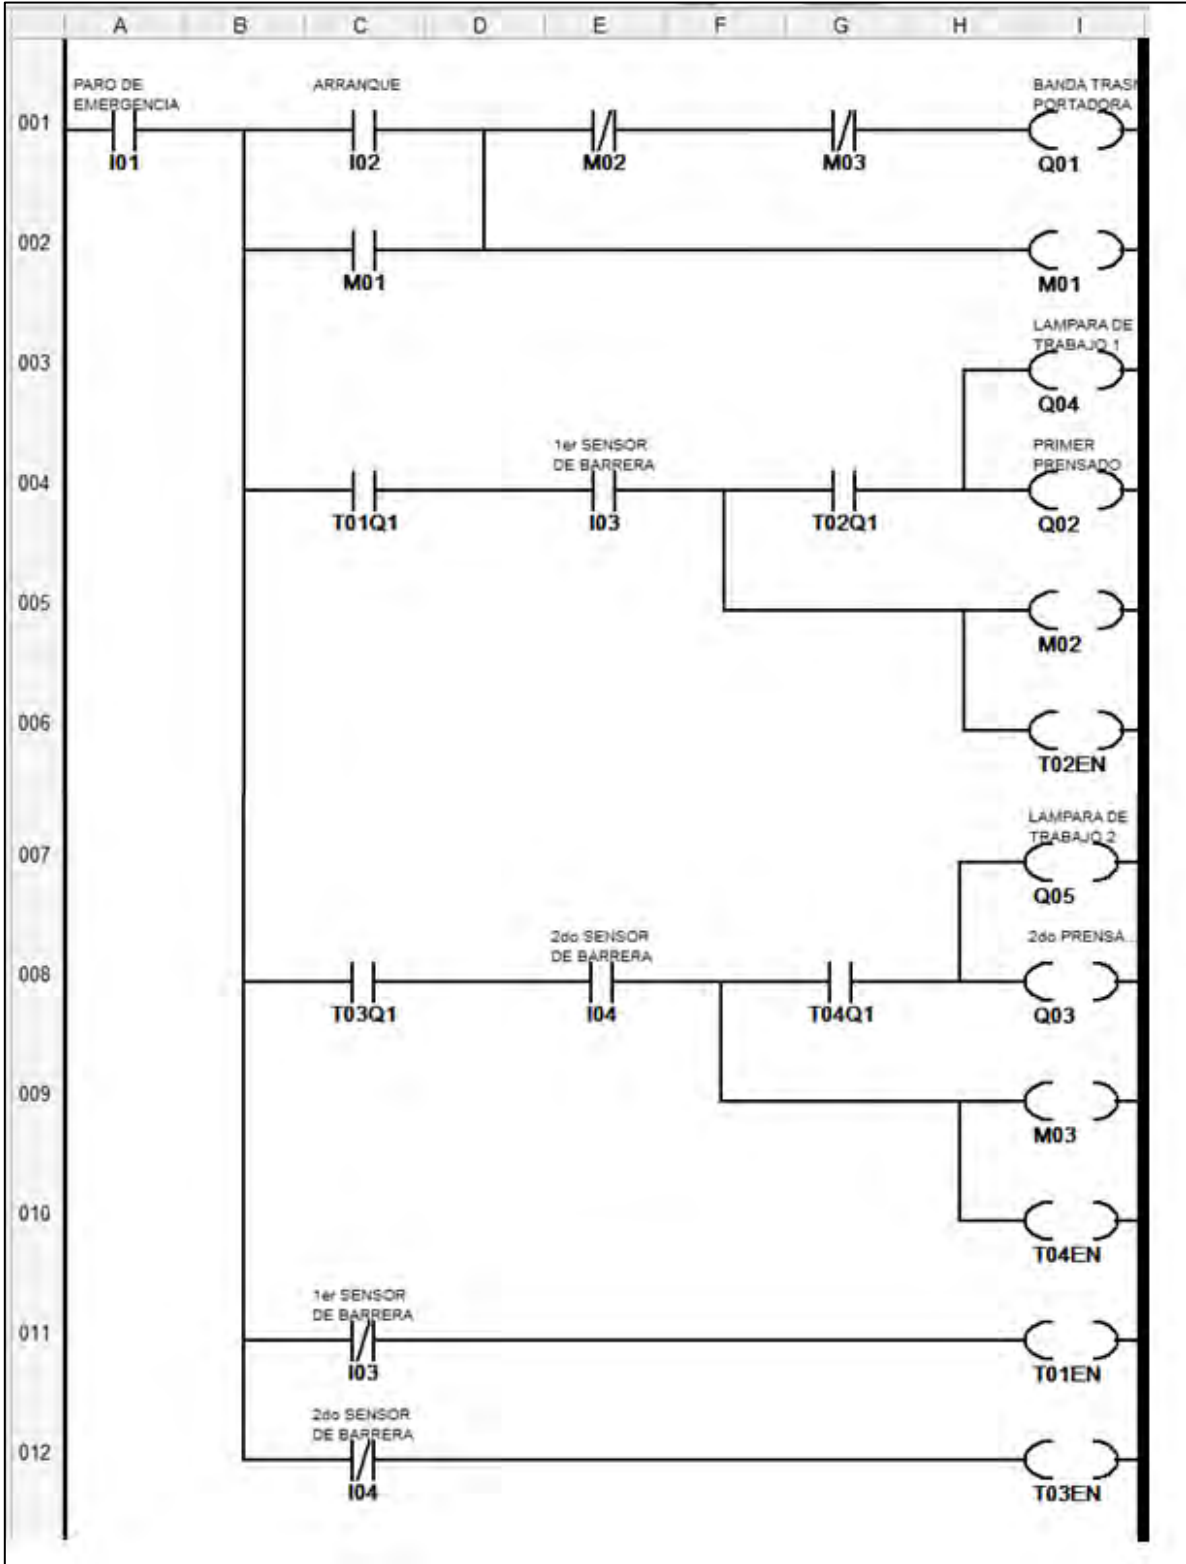 A B C D E F G H I
PARO DE
EMERGENCIA
ARRANQUE
BANDA TRAS
PORTADORA
001
I01
I02
M02
M03
Q01
002
M01
M01
LAMPARA DE
TRABAJO 1
003
Q04
1er SENSOR
DE BARRERA
PRIMER
PRENSADO
004
T01Q1
I03
T02Q1
Q02
005
M02
006
T02EN
LAMPARA DE
TRABAJO 2
007
Q05
2do SENSOR
DE BARRERA
2do PRENSA...
008
T03Q1
I04
T04Q1
Q03
009
M03
010
T04EN
1er SENSOR
DE BARRERA
011
I03
T01EN
2do SENSOR
DE BARRERA
012
I04
T03EN